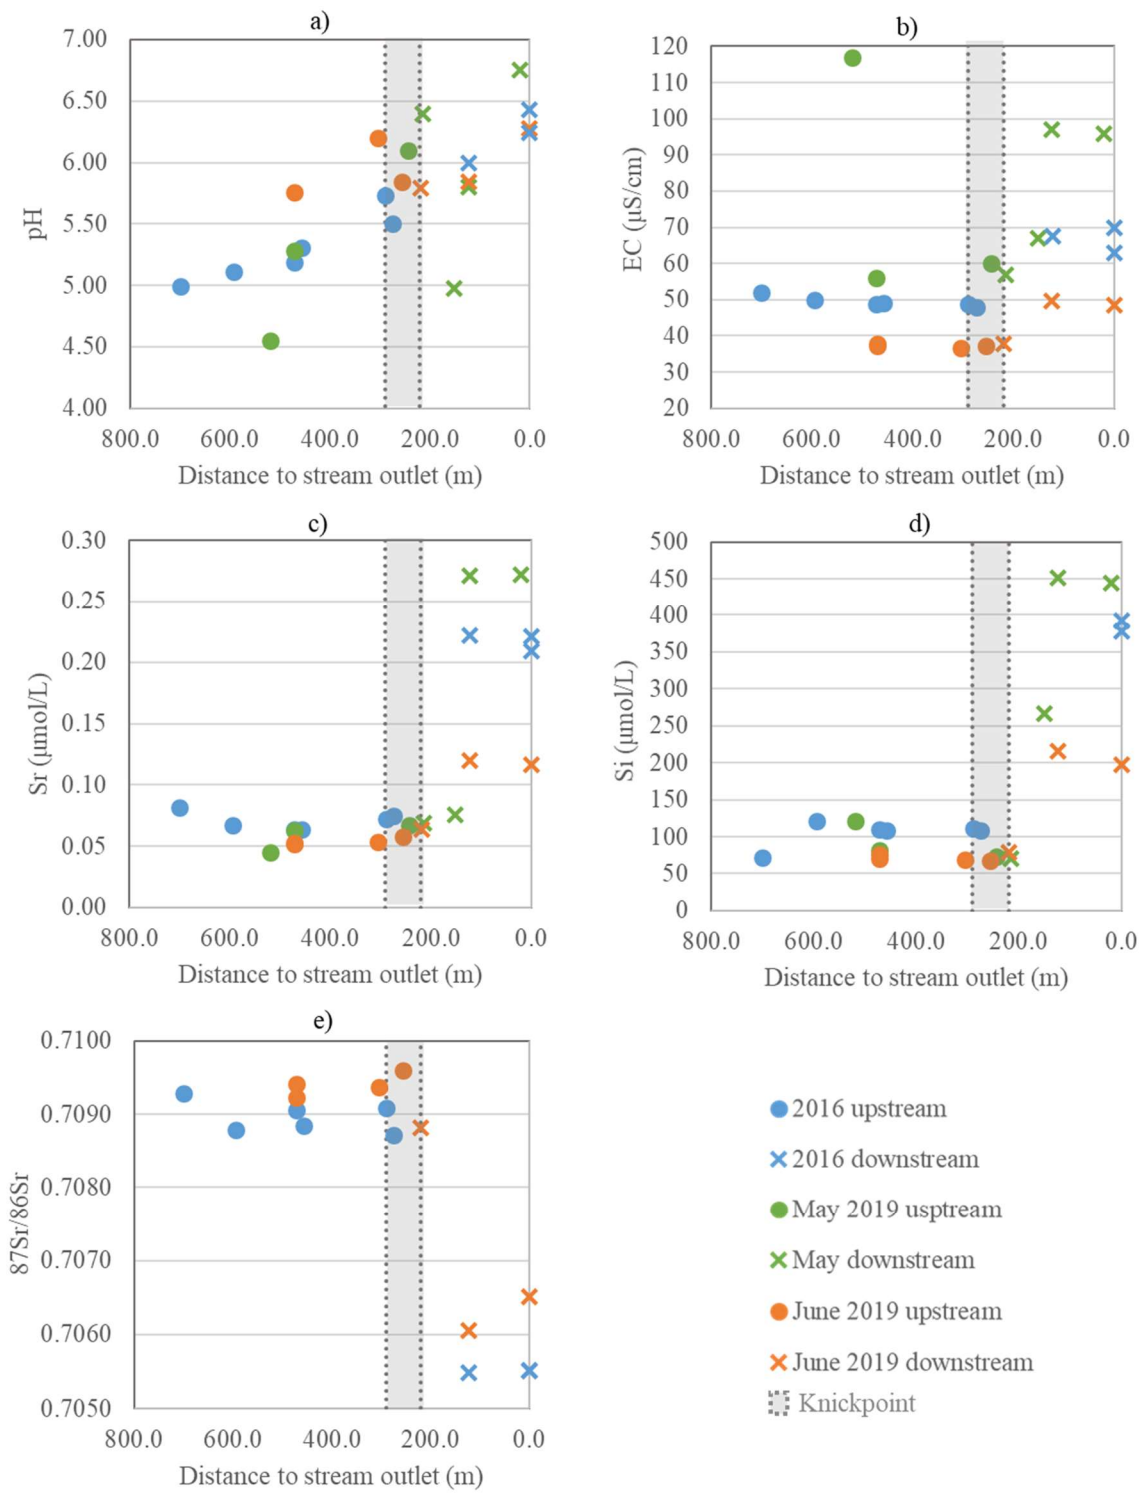 a)
7.00
6.50
6.00
5.50
5.00
4.50
4.00
pH
800.0 600.0 400.0 200.0 0.0
Distance to stream outlet (m)
b)
120
110
100
90
80
70
60
50
40
30
20
EC (µS/cm)
800.0 600.0 400.0 200.0 0.0
Distance to stream outlet (m)
c)
0.30
0.25
0.20
0.15
0.10
0.05
0.00
Sr (µmol/L)
800.0 600.0 400.0 200.0 0.0
Distance to stream outlet (m)
d)
500
450
400
350
300
250
200
150
100
50
0
Si (µmol/L)
800.0 600.0 400.0 200.0 0.0
Distance to stream outlet (m)
e)
0.7100
0.7090
0.7080
0.7070
0.7060
0.7050
87Sr/86Sr
800.0 600.0 400.0 200.0 0.0
Distance to stream outlet (m)
2016 upstream
2016 downstream
May 2019 usptream
May downstream
June 2019 upstream
June 2019 downstream
Knickpoint